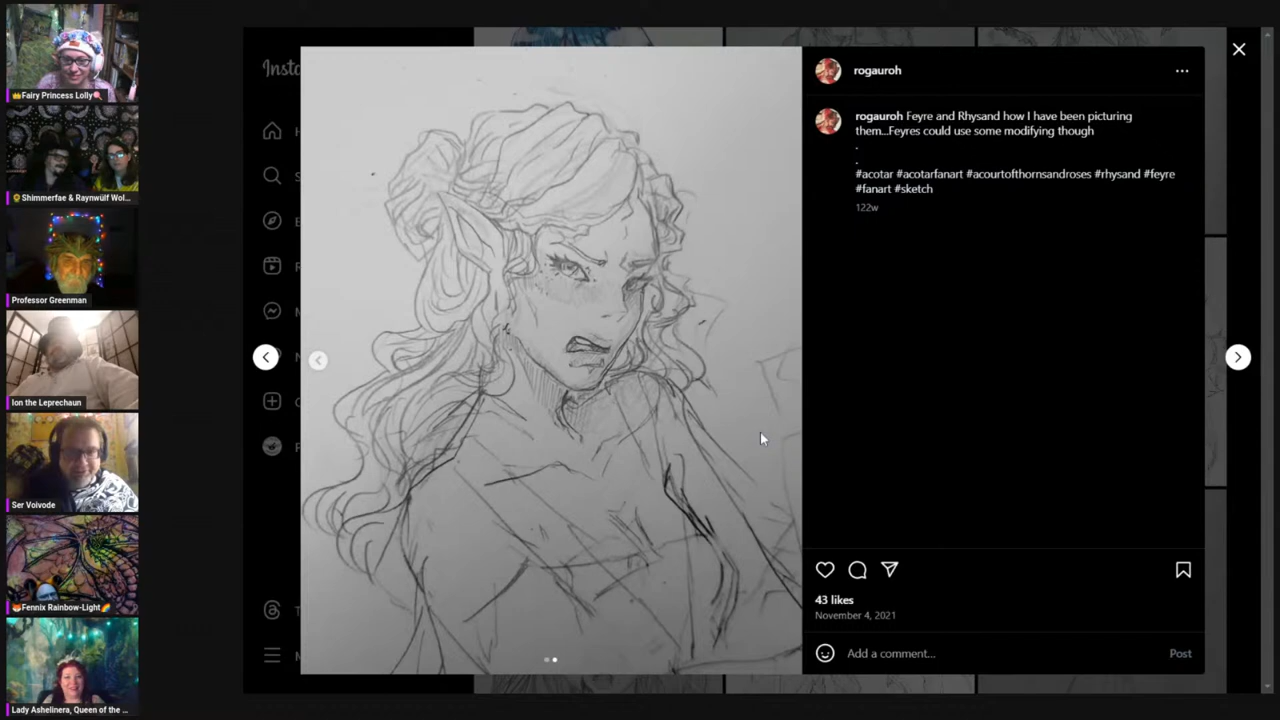 👑Fairy Princess Lolly🍭
🌻Shimmerfae & Raynwülf Wol...
Professor Greenman
Ion the Leprechaun
Ser Voivode
🦊Fennix Rainbow-Light🌈
Lady Ashelinera, Queen of the ...
Insta
rogauroh
rogauroh Feyre and Rhysand how I have been picturing
them...Feyres could use some modifying though
.
.
#acotar #acotarfanart #acourtofthornsandroses #rhysand #feyre
#fanart #sketch
122w
43 likes
November 4, 2021
Add a comment...
Post